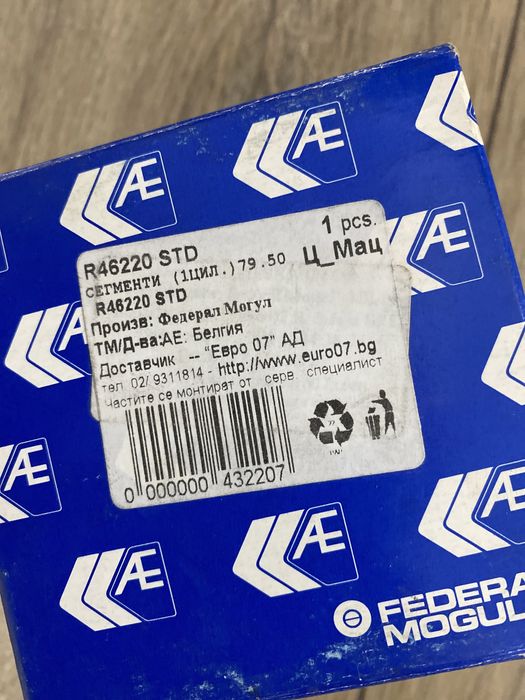 Æ
Æ
Æ
R46220 STD
1 pcs.
СЕГМЕНТИ (1ЦИЛ.)79.50
Ц_Мац
R46220 STD
Произв: Федерал Могул
ТМ/Д-ва:АЕ: Белгия
Доставчик -- "Евро 07" АД
тел. 02/ 9311814 - http://www.euro07.bg
Частите се монтират от серв. специалист
0 000000 432207
Æ
Æ
Æ
Æ
Æ
FEDERA
MOGUL